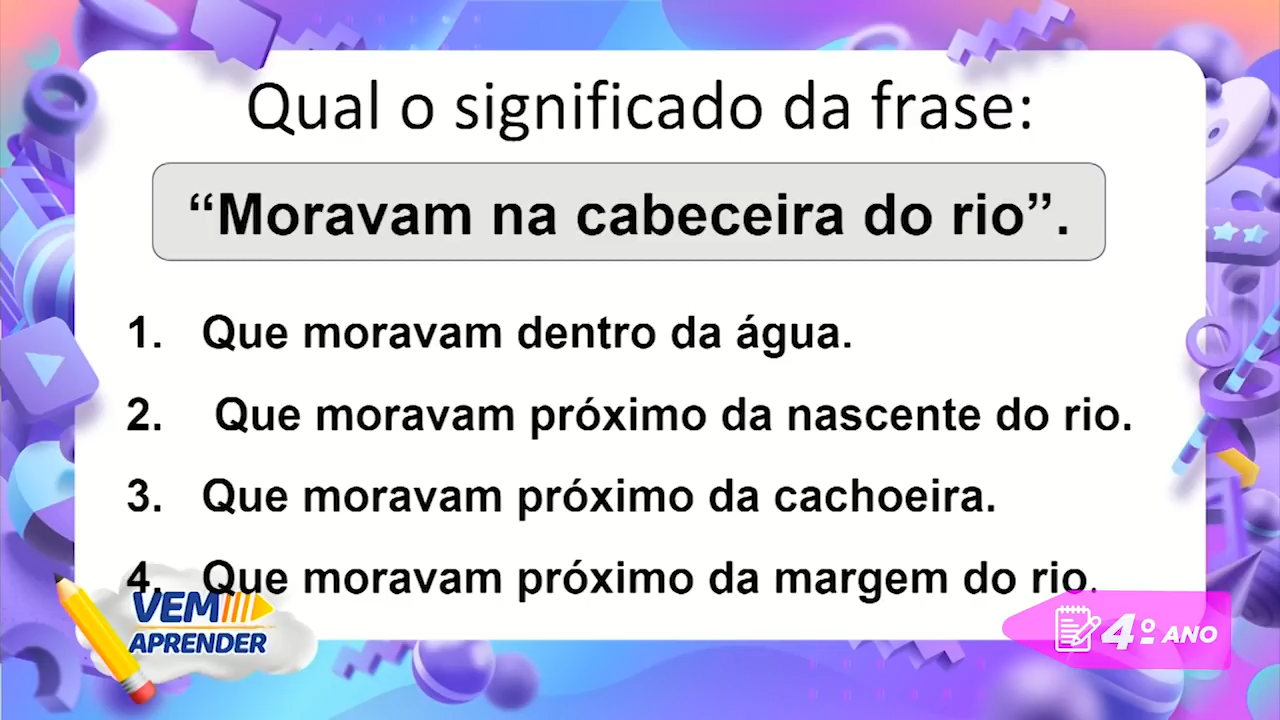 Qual o significado da frase:
“Moravam na cabeceira do rio”.
1. Que moravam dentro da água.
2. Que moravam próximo da nascente do rio.
3. Que moravam próximo da cachoeira.
4. Que moravam próximo da margem do rio.
VEM
APRENDER
4º ANO